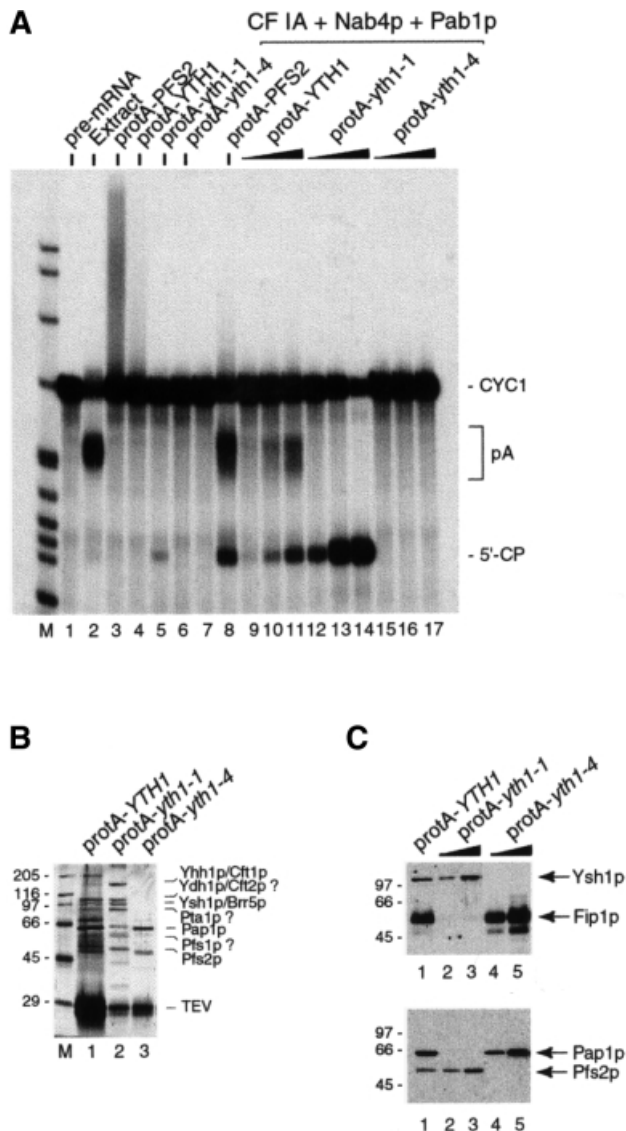 A
CF IA + Nab4p + Pab1p
pre-mRNA
Extract
protA-PFS2
protA-YTH1
protA-yth1-1
protA-yth1-4
protA-PFS2
protA-YTH1
protA-yth1-1
protA-yth1-4
- CYC1
pA
- 5'-CP
M 1 2 3 4 5 6 7 8 9 10 11 12 13 14 15 16 17
B
protA-YTH1
protA-yth1-1
protA-yth1-4
205 -
116 -
97 -
66 -
45 -
29 -
Yhh1p/Cft1p
Ydh1p/Cft2p ?
Ysh1p/Brr5p
Pta1p ?
Pap1p
Pfs1p ?
Pfs2p
TEV
M 1 2 3
C
protA-YTH1
protA-yth1-1
protA-yth1-4
97 -
66 -
45 -
Ysh1p
Fip1p
1 2 3 4 5
97 -
66 -
45 -
Pap1p
Pfs2p
1 2 3 4 5